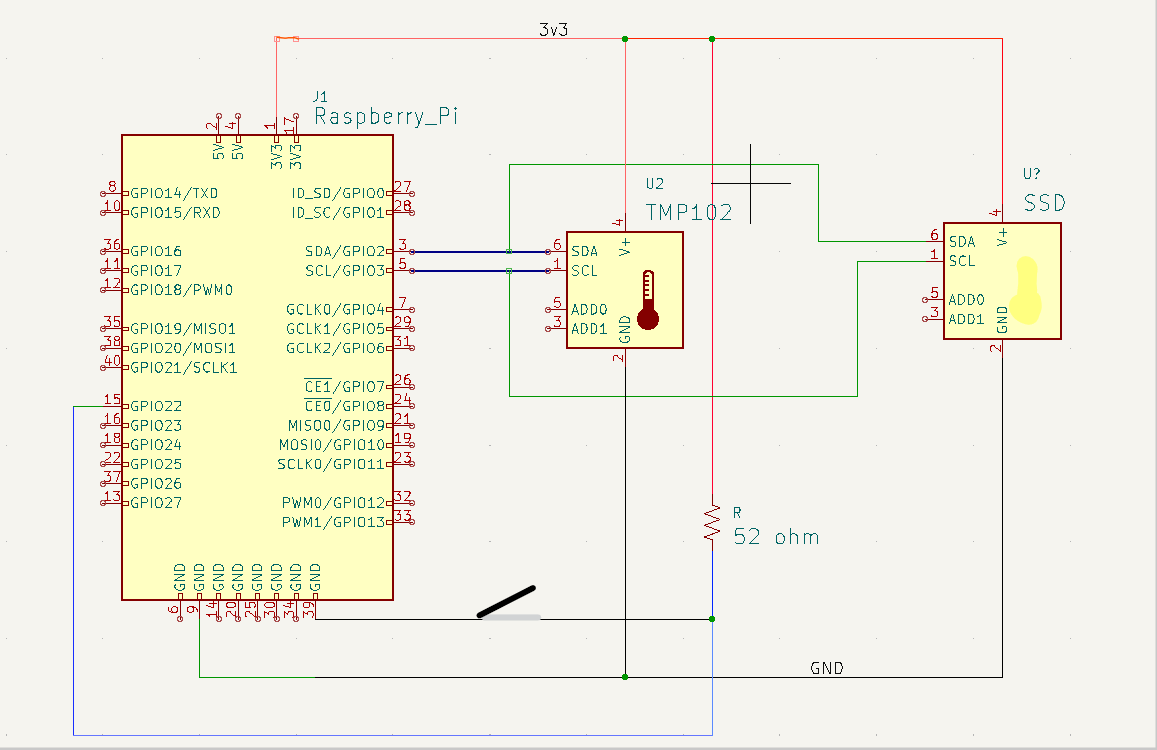 3v3
J1
Raspberry_Pi
2 4 1 17
5V 5V 3V3 3V3
8 GPIO14/TXD ID_SD/GPIO0 27
10 GPIO15/RXD ID_SC/GPIO1 28
36 GPIO16 SDA/GPIO2 3
11 GPIO17 SCL/GPIO3 5
12 GPIO18/PWM0
GCLK0/GPIO4 7
35 GPIO19/MISO1 GCLK1/GPIO5 29
38 GPIO20/MOSI1 GCLK2/GPIO6 31
40 GPIO21/SCLK1
CE1/GPIO7 26
15 GPIO22 CE0/GPIO8 24
16 GPIO23 MISO0/GPIO9 21
18 GPIO24 MOSI0/GPIO10 19
22 GPIO25 SCLK0/GPIO11 23
37 GPIO26
13 GPIO27 PWM0/GPIO12 32
PWM1/GPIO13 33
GND GND GND GND GND GND GND GND
6 9 14 20 25 30 34 39
U2
TMP102
4
V+
6 SDA
1 SCL
5 ADD0
3 ADD1
GND
2
U?
SSD
4
V+
6 SDA
1 SCL
5 ADD0
3 ADD1
GND
2
R
52 ohm
GND